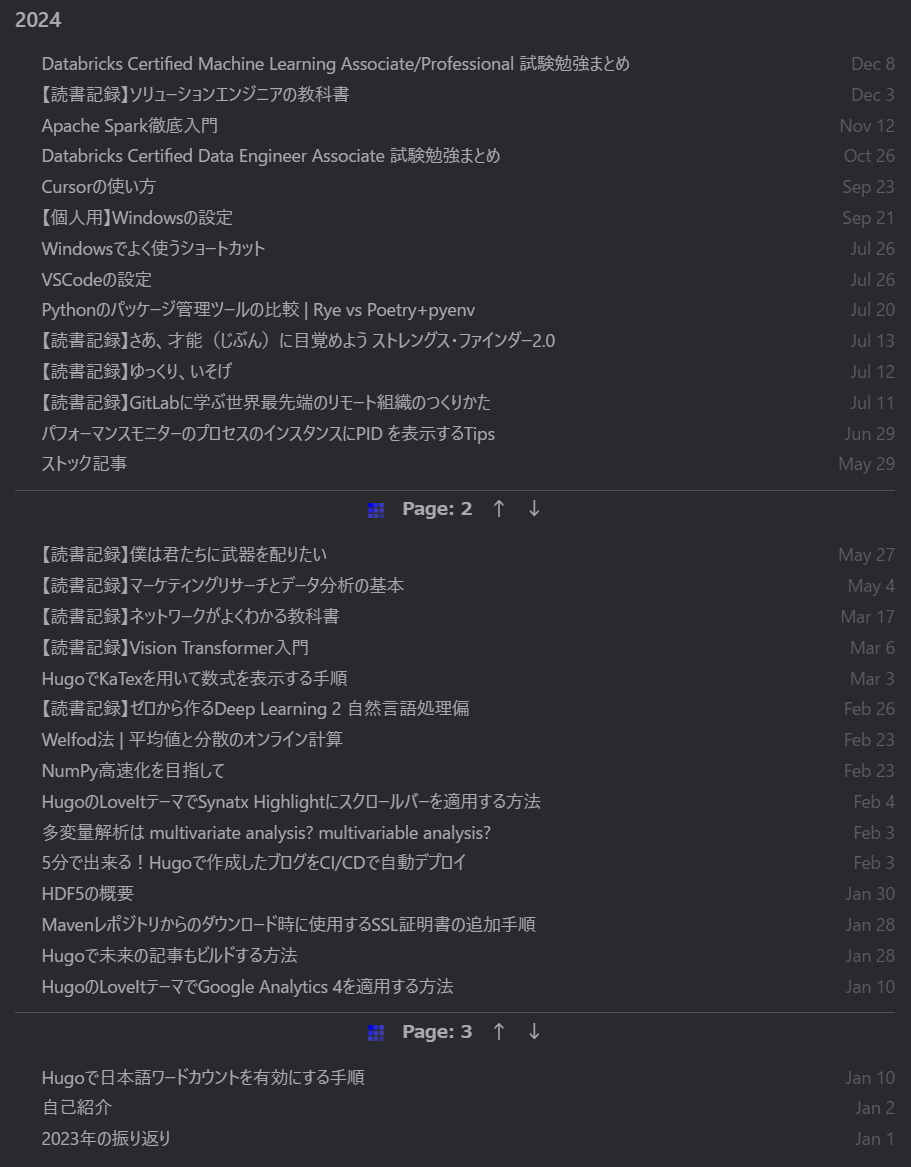 2024
Databricks Certified Machine Learning Associate/Professional 試験勉強まとめ Dec 8
【読書記録】ソリューションエンジニアの教科書 Dec 3
Apache Spark徹底入門 Nov 12
Databricks Certified Data Engineer Associate 試験勉強まとめ Oct 26
Cursorの使い方 Sep 23
【個人用】Windowsの設定 Sep 21
Windowsでよく使うショートカット Jul 26
VSCodeの設定 Jul 26
Pythonのパッケージ管理ツールの比較 | Rye vs Poetry+pyenv Jul 20
【読書記録】さあ、才能（じぶん）に目覚めよう ストレングス・ファインダー2.0 Jul 13
【読書記録】ゆっくり、いそげ Jul 12
【読書記録】GitLabに学ぶ世界最先端のリモート組織のつくりかた Jul 11
パフォーマンスモニターのプロセスのインスタンスにPID を表示するTips Jun 29
ストック記事 May 29
Page: 2 ↑ ↓
【読書記録】僕は君たちに武器を配りたい May 27
【読書記録】マーケティングリサーチとデータ分析の基本 May 4
【読書記録】ネットワークがよくわかる教科書 Mar 17
【読書記録】Vision Transformer入門 Mar 6
HugoでKaTexを用いて数式を表示する手順 Mar 3
【読書記録】ゼロから作るDeep Learning 2 自然言語処理偏 Feb 26
Welfod法 | 平均値と分散のオンライン計算 Feb 23
NumPy高速化を目指して Feb 23
HugoのLoveItテーマでSynatx Highlightにスクロールバーを適用する方法 Feb 4
多変量解析は multivariate analysis? multivariable analysis? Feb 3
5分で出来る！Hugoで作成したブログをCI/CDで自動デプロイ Feb 3
HDF5の概要 Jan 30
Mavenレポジトリからのダウンロード時に使用するSSL証明書の追加手順 Jan 28
Hugoで未来の記事もビルドする方法 Jan 28
HugoのLoveItテーマでGoogle Analytics 4を適用する方法 Jan 10
Page: 3 ↑ ↓
Hugoで日本語ワードカウントを有効にする手順 Jan 10
自己紹介 Jan 2
2023年の振り返り Jan 1